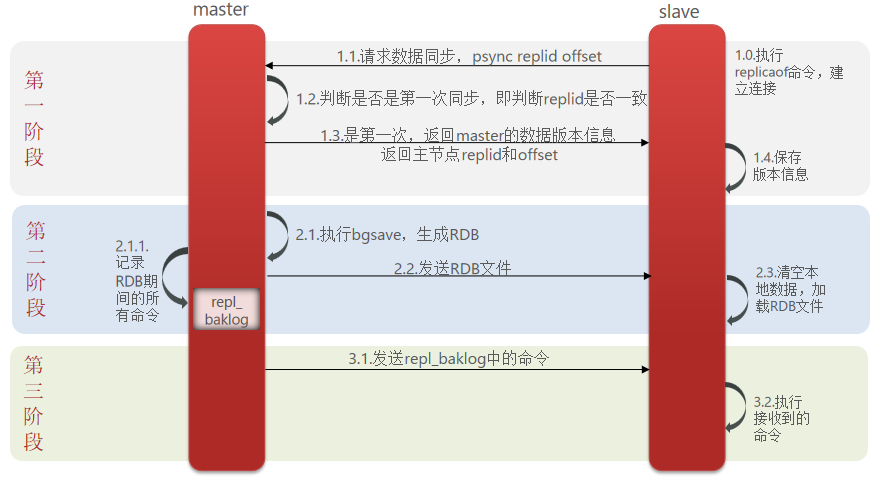 master
slave
第一阶段
1.0.执行
replicaof命令，建
立连接
1.1.请求数据同步，psync replid offset
1.2.判断是否是第一次同步，即判断replid是否一致
1.3.是第一次，返回master的数据版本信息
返回主节点replid和offset
1.4.保存
版本信息
第二阶段
2.1.执行bgsave，生成RDB
2.1.1.
记录
RDB期
间的所
有命令
repl_
baklog
2.2.发送RDB文件
2.3.清空本
地数据，加
载RDB文件
第三阶段
3.1.发送repl_baklog中的命令
3.2.执行
接收到的
命令